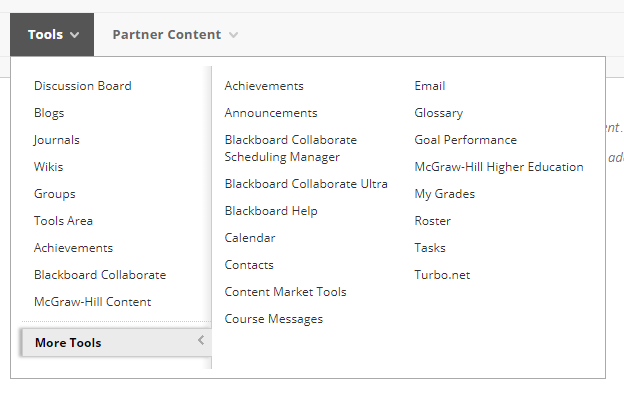 Tools
Partner Content
Discussion Board
Blogs
Journals
Wikis
Groups
Tools Area
Achievements
Blackboard Collaborate
McGraw-Hill Content
More Tools
Achievements
Announcements
Blackboard Collaborate
Scheduling Manager
Blackboard Collaborate Ultra
Blackboard Help
Calendar
Contacts
Content Market Tools
Course Messages
Email
Glossary
Goal Performance
McGraw-Hill Higher Education
My Grades
Roster
Tasks
Turbo.net